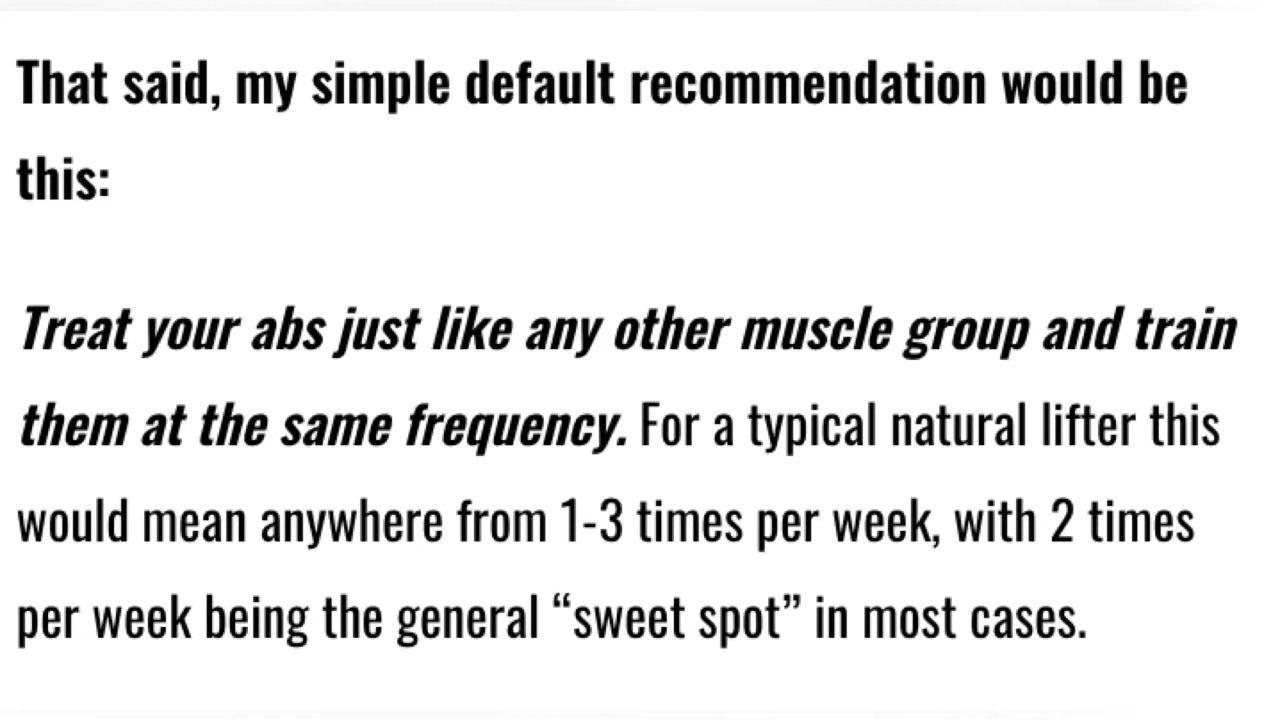 That said, my simple default recommendation would be
this:
Treat your abs just like any other muscle group and train
them at the same frequency. For a typical natural lifter this
would mean anywhere from 1-3 times per week, with 2 times
per week being the general “sweet spot” in most cases.